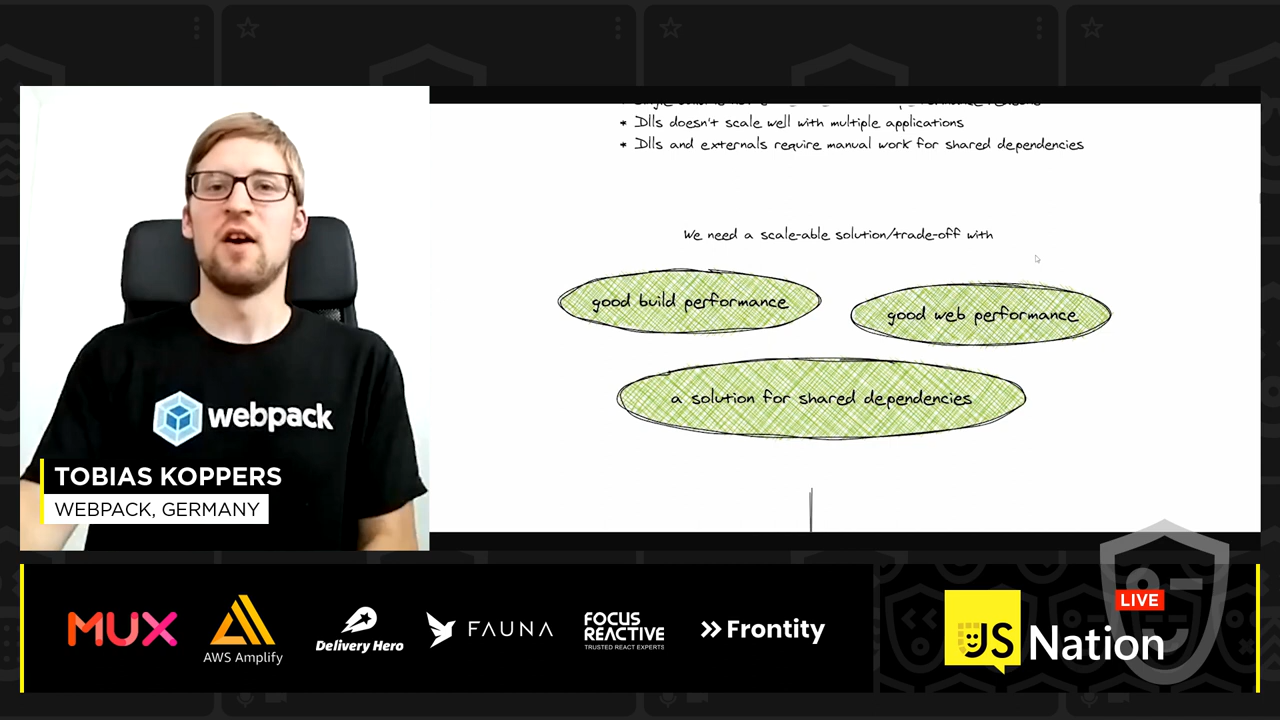 * Dlls doesn't scale well with multiple applications
* Dlls and externals require manual work for shared dependencies
We need a scale-able solution/trade-off with
good build performance
good web performance
a solution for shared dependencies
webpack
TOBIAS KOPPERS
WEBPACK, GERMANY
MUX
AWS Amplify
Delivery Hero
FAUNA
FOCUS
REACTIVE
TRUSTED REACT EXPERTS
Frontity
LIVE
JS Nation